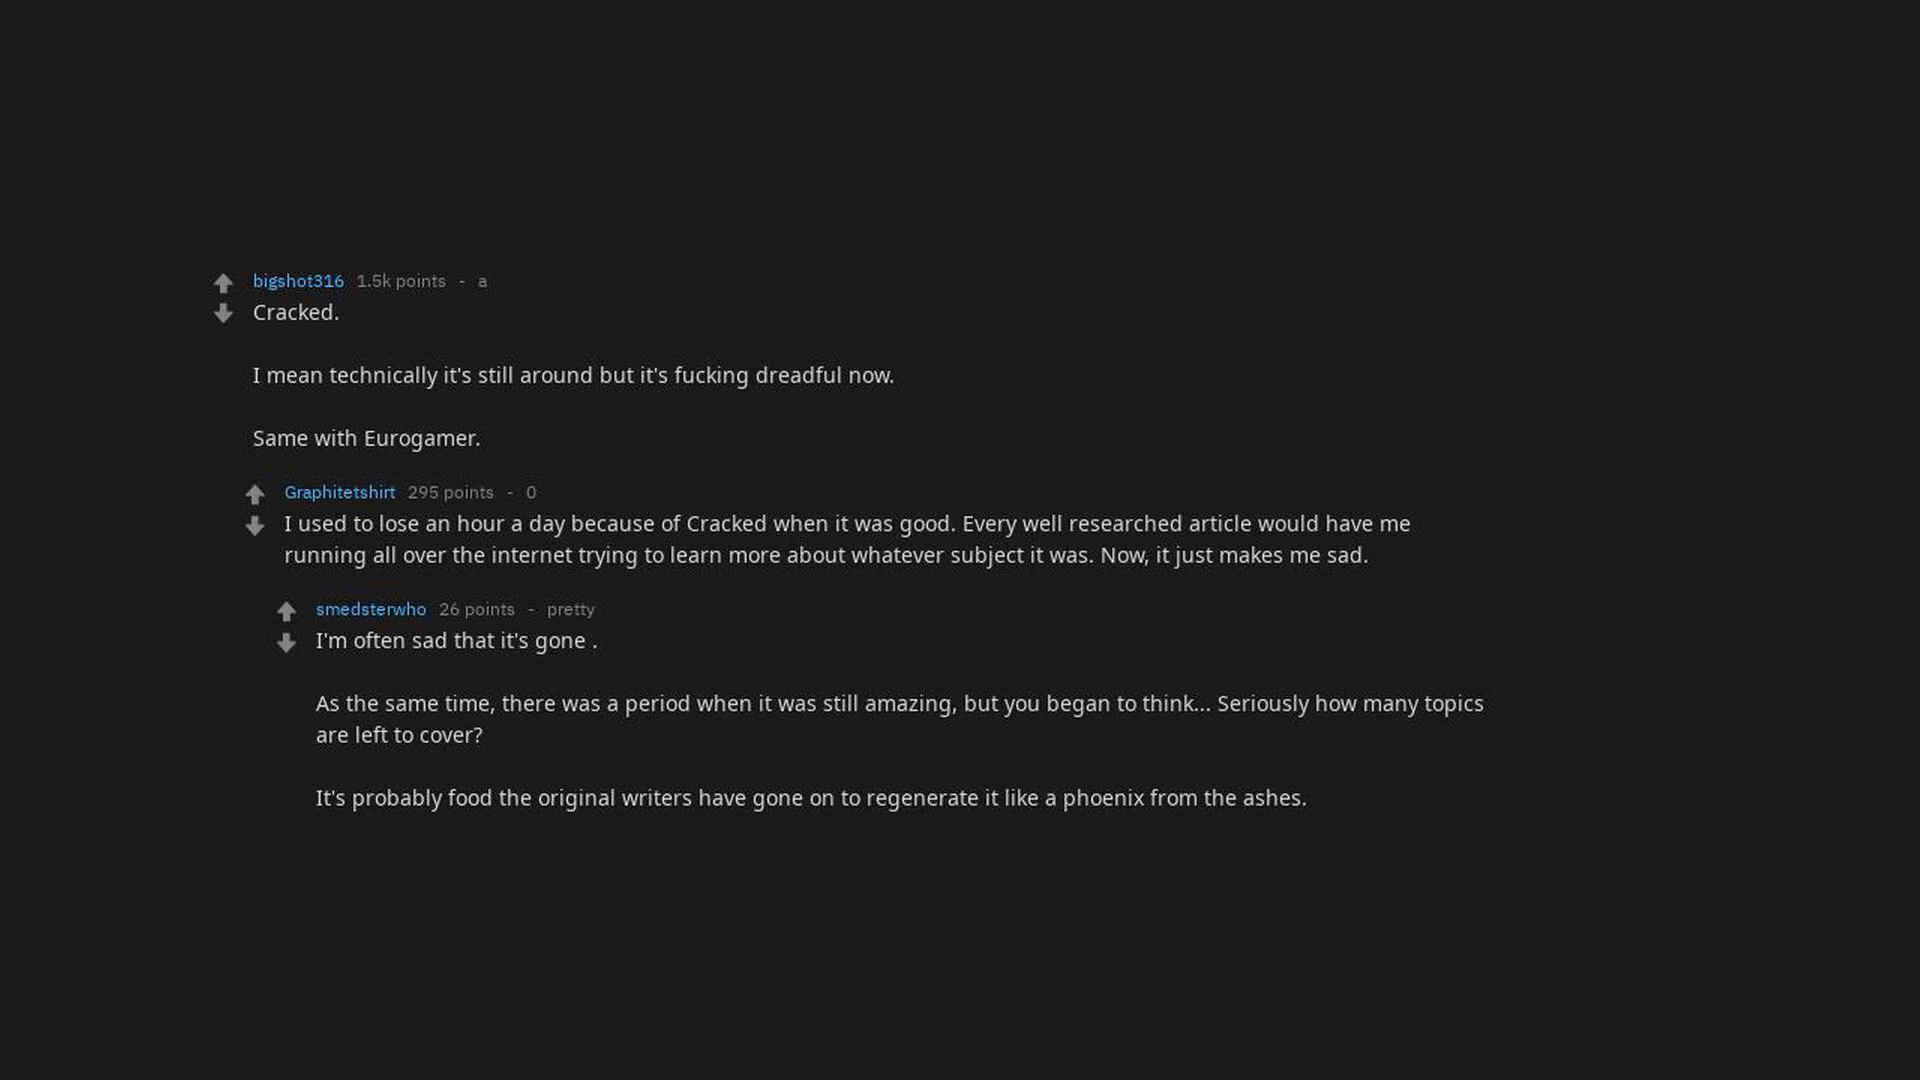 bigshot316 1.5k points - a
Cracked.
I mean technically it's still around but it's fucking dreadful now.
Same with Eurogamer.
Graphitetshirt 295 points - 0
I used to lose an hour a day because of Cracked when it was good. Every well researched article would have me
running all over the internet trying to learn more about whatever subject it was. Now, it just makes me sad.
smedsterwho 26 points - pretty
I'm often sad that it's gone .
As the same time, there was a period when it was still amazing, but you began to think... Seriously how many topics
are left to cover?
It's probably food the original writers have gone on to regenerate it like a phoenix from the ashes.